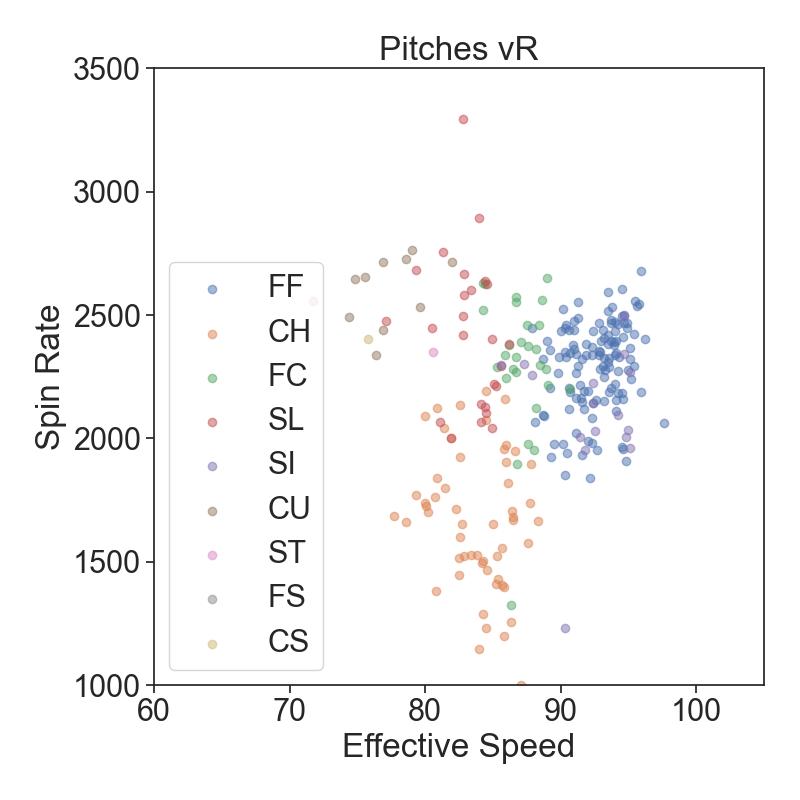 Pitches vR
3500
3000
2500
2000
1500
1000
Spin Rate
FF
CH
FC
SL
SI
CU
ST
FS
CS
60
70
80
90
100
Effective Speed